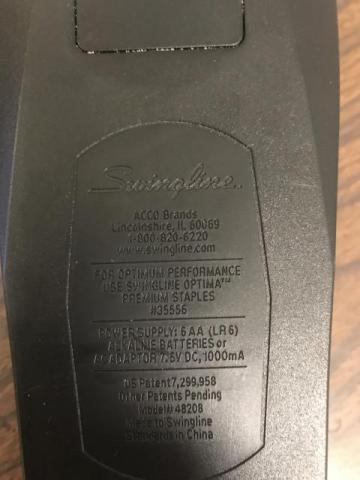 Swingline
ACCO Brands
Lincolnshire, IL 60069
1-800-820-6220
www.swingline.com
FOR OPTIMUM PERFORMANCE
USE SWINGLINE OPTIMA™
PREMIUM STAPLES
#35556
POWER SUPPLY: 6 AA (LR6)
ALKALINE BATTERIES or
AC ADAPTOR 7.5V DC, 1000mA
US Patent 7,299,958
Other Patents Pending
Model# 48208
Made to Swingline
Standards in China